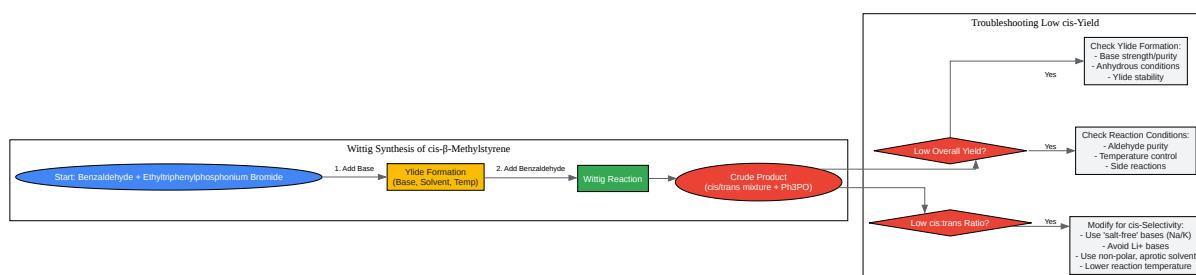 Troubleshooting Low cis-Yield
Check Ylide Formation:
- Base strength/purity
- Anhydrous conditions
- Ylide stability
Yes
Wittig Synthesis of cis-β-Methylstyrene
Start: Benzaldehyde + Ethyltriphenylphosphonium Bromide
1. Add Base
Ylide Formation
(Base, Solvent, Temp)
2. Add Benzaldehyde
Wittig Reaction
Crude Product
(cis/trans mixture + Ph3PO)
Low Overall Yield?
Yes
Check Reaction Conditions:
- Aldehyde purity
- Temperature control
- Side reactions
Low cis:trans Ratio?
Yes
Modify for cis-Selectivity:
- Use 'salt-free' bases (Na/K)
- Avoid Li+ bases
- Use non-polar, aprotic solvent
- Lower reaction temperature